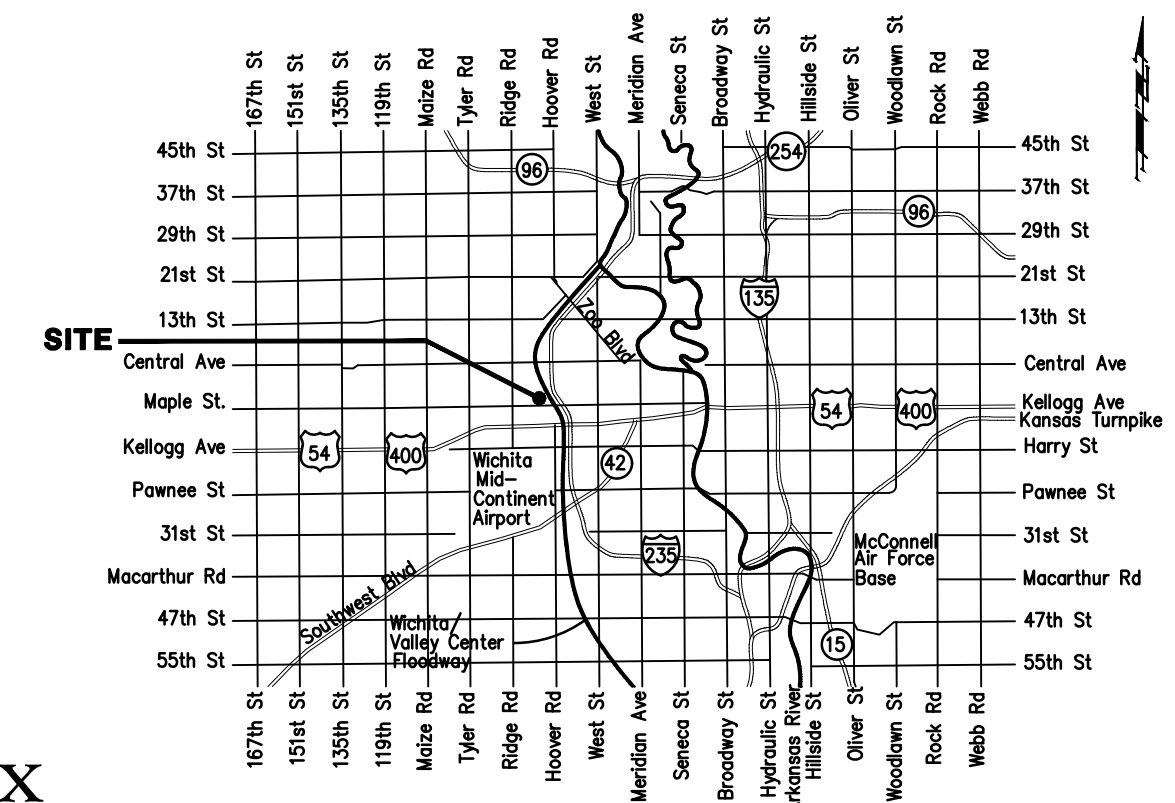 167th St
151st St
135th St
119th St
Maize Rd
Tyler Rd
Ridge Rd
Hoover Rd
West St
Meridian Ave
Seneca St
Broadway St
Hydraulic St
Hillside St
Oliver St
Woodlawn St
Rock Rd
Webb Rd
45th St
254
45th St
96
37th St
37th St
96
29th St
29th St
21st St
21st St
135
13th St
Zoo Blvd
13th St
SITE
Central Ave
Central Ave
Maple St.
54
400
Kellogg Ave
Kansas Turnpike
Kellogg Ave
54
400
Wichita
Mid-
Continent
Airport
42
Harry St
Pawnee St
Pawnee St
31st St
235
McConnell
Air Force
Base
31st St
Macarthur Rd
Macarthur Rd
Southwest Blvd
47th St
Wichita/
Valley Center
Floodway
47th St
15
55th St
55th St
167th St
151st St
135th St
119th St
Maize Rd
Tyler Rd
Ridge Rd
Hoover Rd
West St
Meridian Ave
Seneca St
Broadway St
Hydraulic St
rkansas River
Hillside St
Oliver St
Woodlawn St
Rock Rd
Webb Rd
X